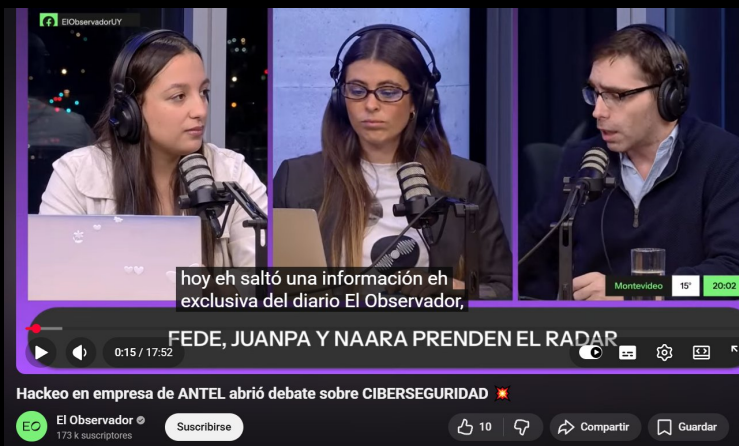 ElObservadorUY
hoy eh saltó una información eh
exclusiva del diario El Observador,
Montevideo 15° 20:02
FEDE, JUANPA Y NAARA PRENDEN EL RADAR
0:15 / 17:52
Hackeo en empresa de ANTEL abrió debate sobre CIBERSEGURIDAD 💥
EO
El Observador
173 k suscriptores
Suscribirse
10
Compartir
Guardar